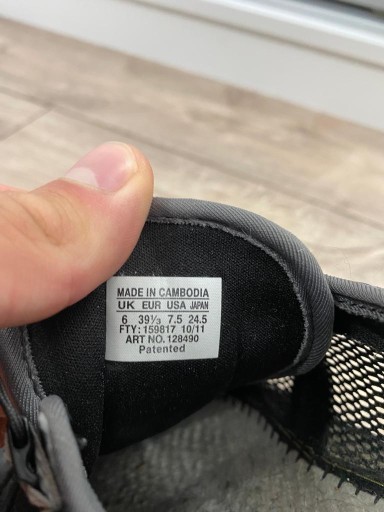 MADE IN CAMBODIA
UK EUR USA JAPAN
6 39⅓ 7.5 24.5
FTY: 159817 10/11
ART NO. 128490
Patented